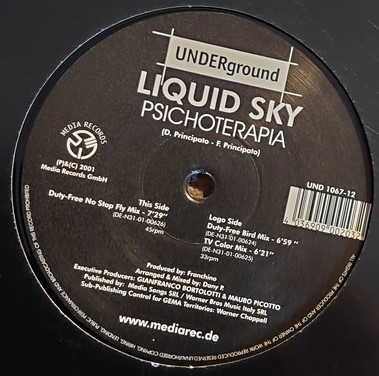 UNDERground
LIQUID SKY
PSICHOTERAPIA
(D. Principato - F. Principato)
MEDIA RECORDS
(P)&(C) 2001
Media Records GmbH
UND 1067-12
This Side
Duty-Free No Stop Fly Mix - 7'29"
(DE-N31-01-00626)
45rpm
Logo Side
Duty-Free Bird Mix - 6'59"
(DE-N31-01-00624)
TV Color Mix - 6'21"
(DE-N31-01-00625)
33rpm
Produced by: Franchino
Arranged & Mixed by: Dany P.
Executive Producers: GIANFRANCO BORTOLOTTI & MAURO PICOTTO
Published by: Media Songs SRL / Warner Bros Music Italy SRL
Sub-Publishing Control for GEMA Territories: Warner Chappell
www.mediarec.de